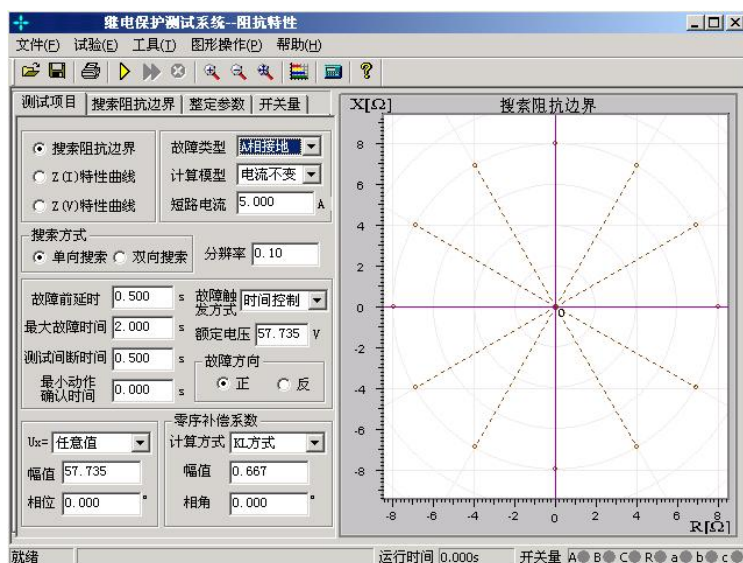 继电保护测试系统--阻抗特性
文件(F) 试验(E) 工具(T) 图形操作(P) 帮助(H)
测试项目 搜索阻抗边界 整定参数 开关量
搜索阻抗边界
Z(I)特性曲线
Z(V)特性曲线
故障类型 A相接地
计算模型 电流不变
短路电流 5.000 A
搜索方式
单向搜索 双向搜索 分辨率 0.10
故障前延时 0.500 s
最大故障时间 2.000 s
测试间断时间 0.500 s
最小动作
确认时间 0.000 s
故障触
发方式 时间控制
额定电压 57.735 V
故障方向
正 反
Ux= 任意值
幅值 57.735
相位 0.000 °
零序补偿系数
计算方式 KL方式
幅值 0.667
相角 0.000 °
X[Ω] 搜索阻抗边界
8
6
4
2
0
-2
-4
-6
-8
0
-8 -6 -4 -2 0 2 4 6 8
R[Ω]
就绪 运行时间 0.000s 开关量 A B C R a b c